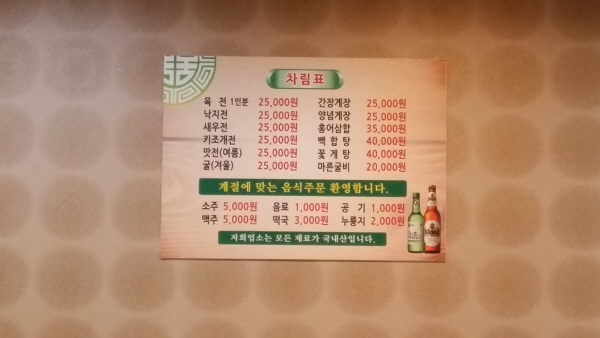 차림표
육 전 1인분 25,000원 간장게장 25,000원
낙지전 25,000원 양념게장 25,000원
새우전 25,000원 홍어삼합 35,000원
키조개전 25,000원 백 합 탕 40,000원
맛전(여름) 25,000원 꽃 게 탕 40,000원
굴(겨울) 25,000원 마른굴비 20,000원
계절에 맞는 음식주문 환영합니다.
소주 5,000원 음료 1,000원 공 기 1,000원
맥주 5,000원 떡국 3,000원 누룽지 2,000원
저희업소는 모든 재료가 국내산입니다.